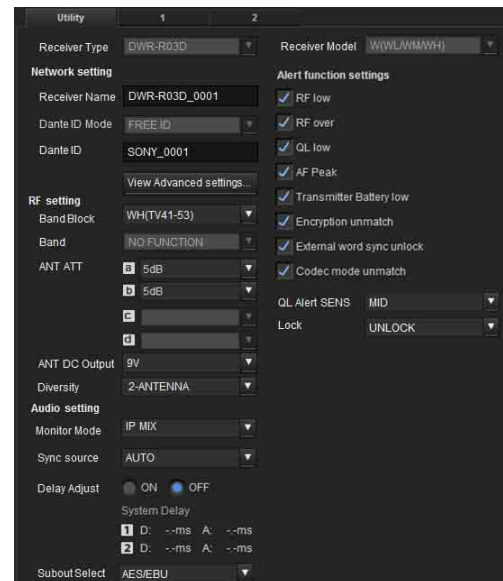 Utility 1 2
Receiver Type DWR-R03D
Network setting
Receiver Name DWR-R03D_0001
Dante ID Mode FREE ID
Dante ID SONY_0001
View Advanced settings...
RF setting
Band Block WH(TV41-53)
Band NO FUNCTION
ANT ATT a 5dB
b 5dB
c
d
ANT DC Output 9V
Diversity 2-ANTENNA
Audio setting
Monitor Mode IP MIX
Sync source AUTO
Delay Adjust ON OFF
System Delay
1 D: -.-ms A: -.-ms
2 D: -.-ms A: -.-ms
Subout Select AES/EBU
Receiver Model W(WL/WM/WH)
Alert function settings
RF low
RF over
QL low
AF Peak
Transmitter Battery low
Encryption unmatch
External word sync unlock
Codec mode unmatch
QL Alert SENS MID
Lock UNLOCK